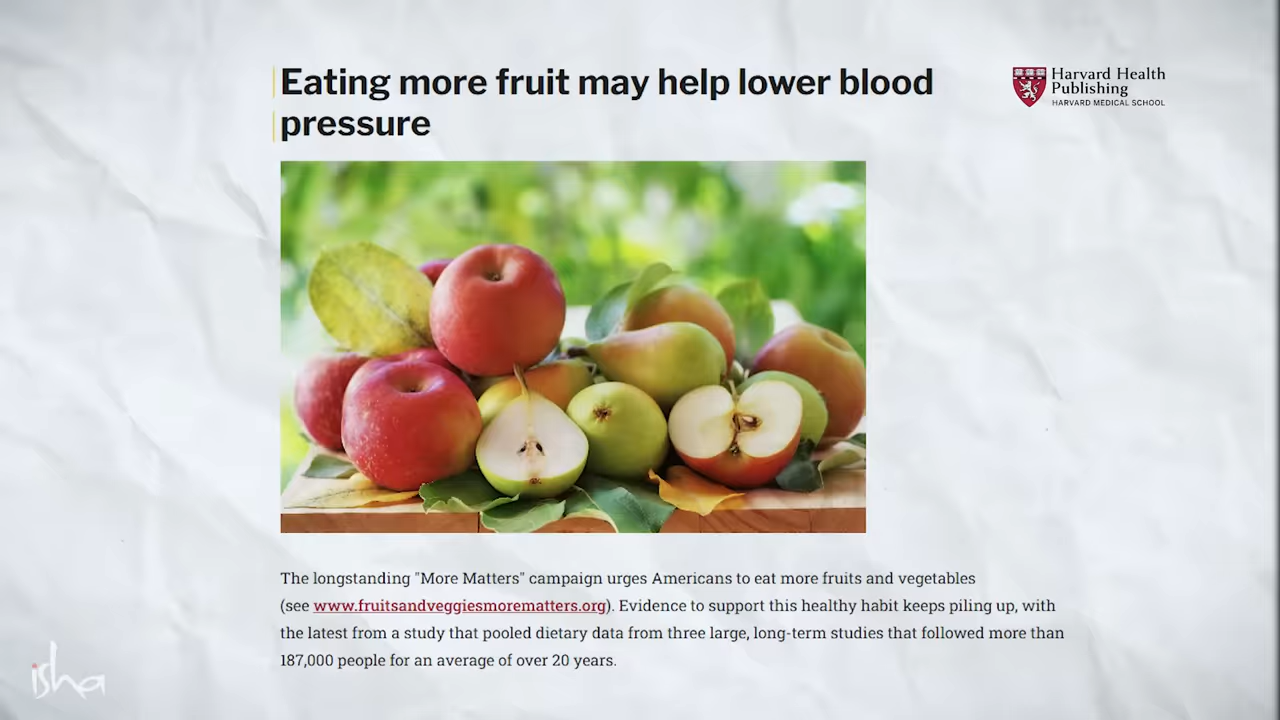 Eating more fruit may help lower blood
pressure
Harvard Health
Publishing
HARVARD MEDICAL SCHOOL
The longstanding "More Matters" campaign urges Americans to eat more fruits and vegetables
(see www.fruitsandveggiesmorematters.org). Evidence to support this healthy habit keeps piling up, with
the latest from a study that pooled dietary data from three large, long-term studies that followed more than
187,000 people for an average of over 20 years.
isha